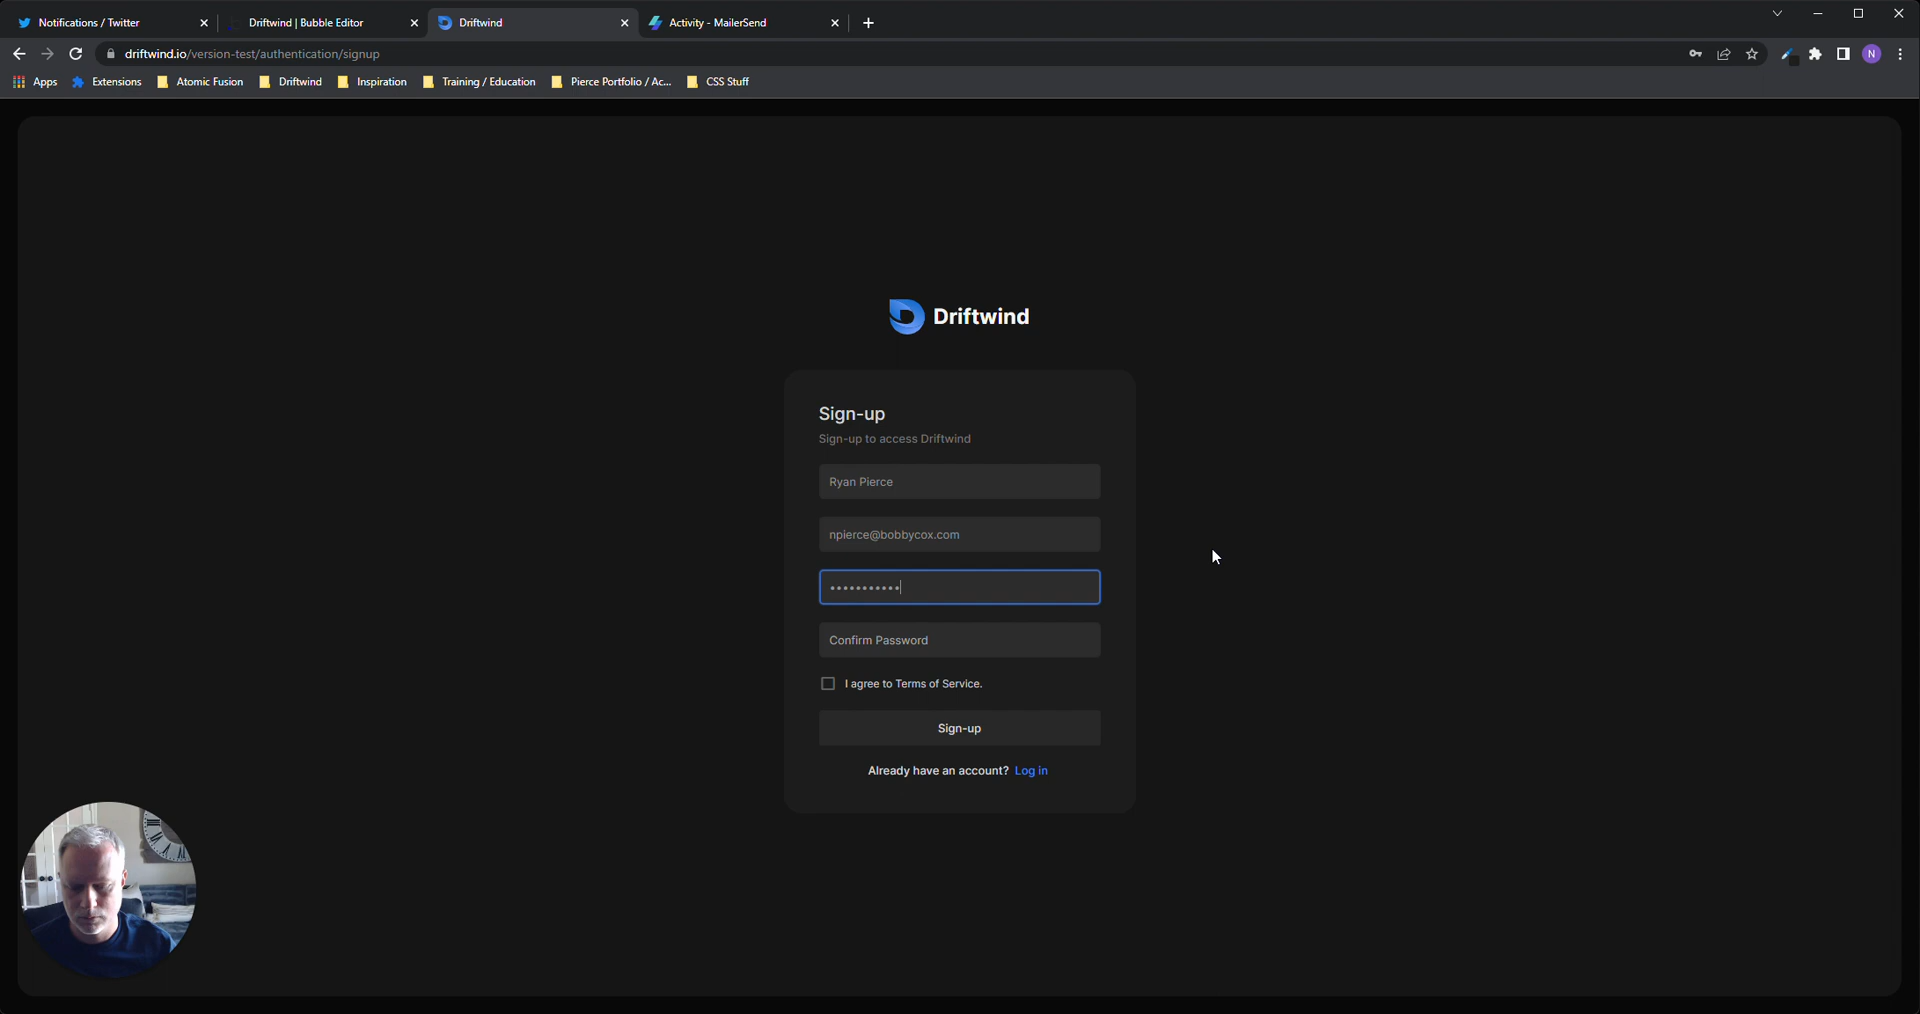 Notifications / Twitter
Driftwind | Bubble Editor
Driftwind
Activity - MailerSend
driftwind.io/version-test/authentication/signup
N
Apps
Extensions
Atomic Fusion
Driftwind
Inspiration
Training / Education
Pierce Portfolio / Ac...
CSS Stuff
Driftwind
Sign-up
Sign-up to access Driftwind
Ryan Pierce
npierce@bobbycox.com
•••••••••••
Confirm Password
I agree to Terms of Service.
Sign-up
Already have an account? Log in